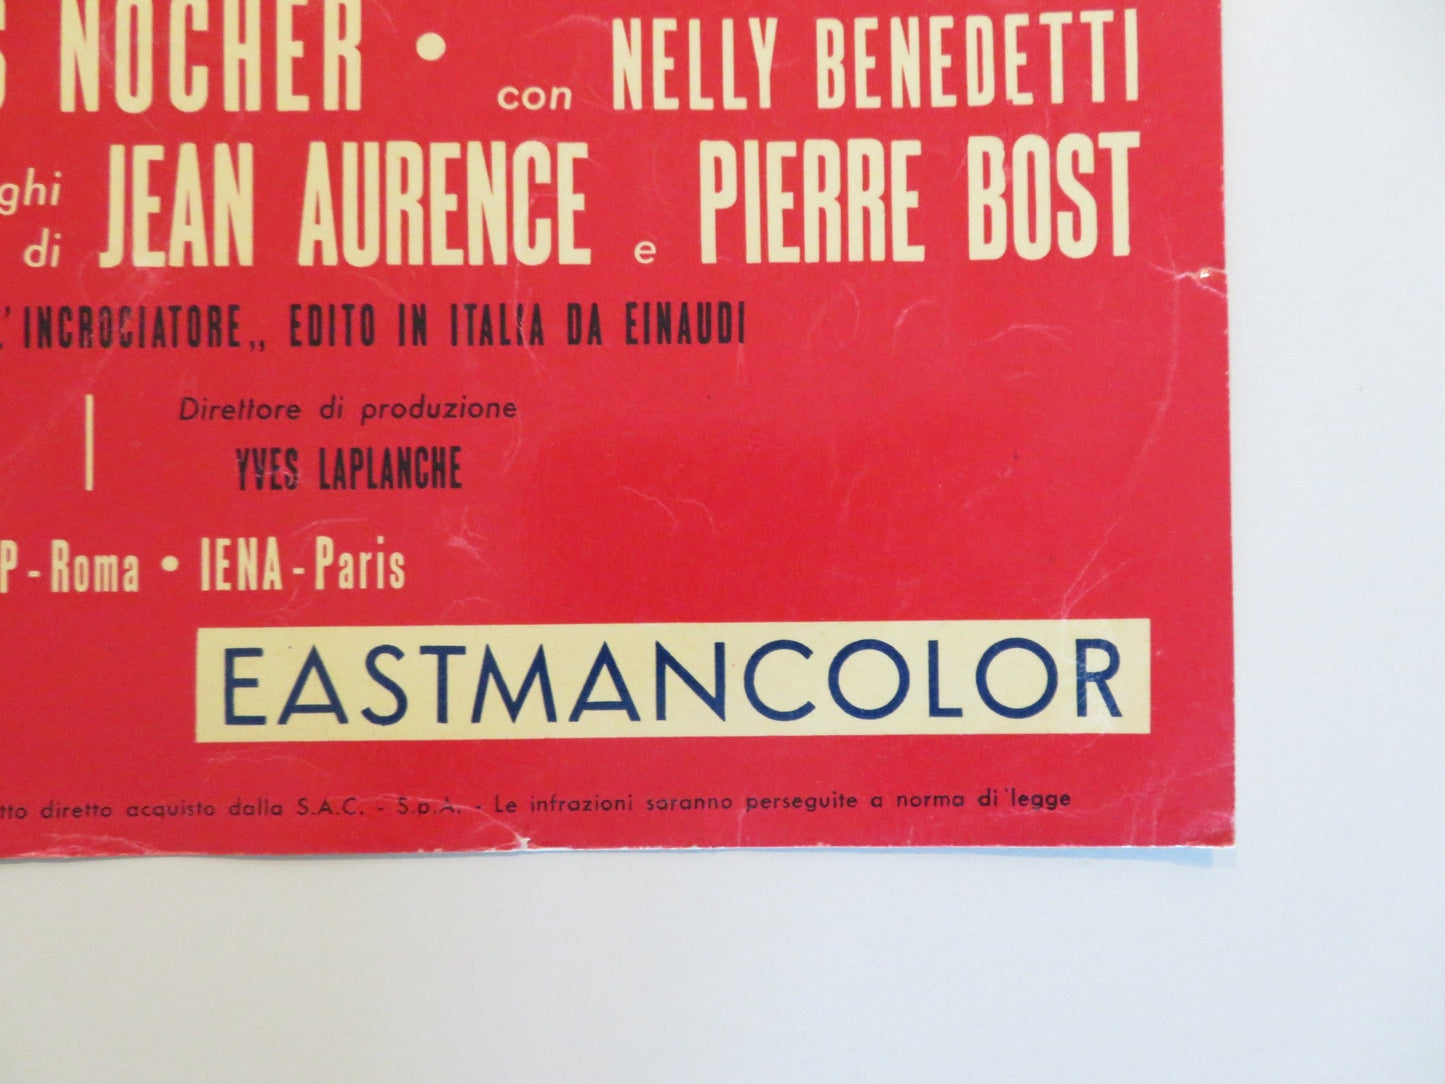 S NOCHER • con NELLY BENEDETTI
ghi
di JEAN AURENCE e PIERRE BOST
L'INCROCIATORE„ EDITO IN ITALIA DA EINAUDI
Direttore di produzione
YVES LAPLANCHE
P - Roma • IENA - Paris
EASTMANCOLOR
tto diretto acquisto dalla S.A.C. - S.p.A. - Le infrazioni saranno perseguite a norma di legge